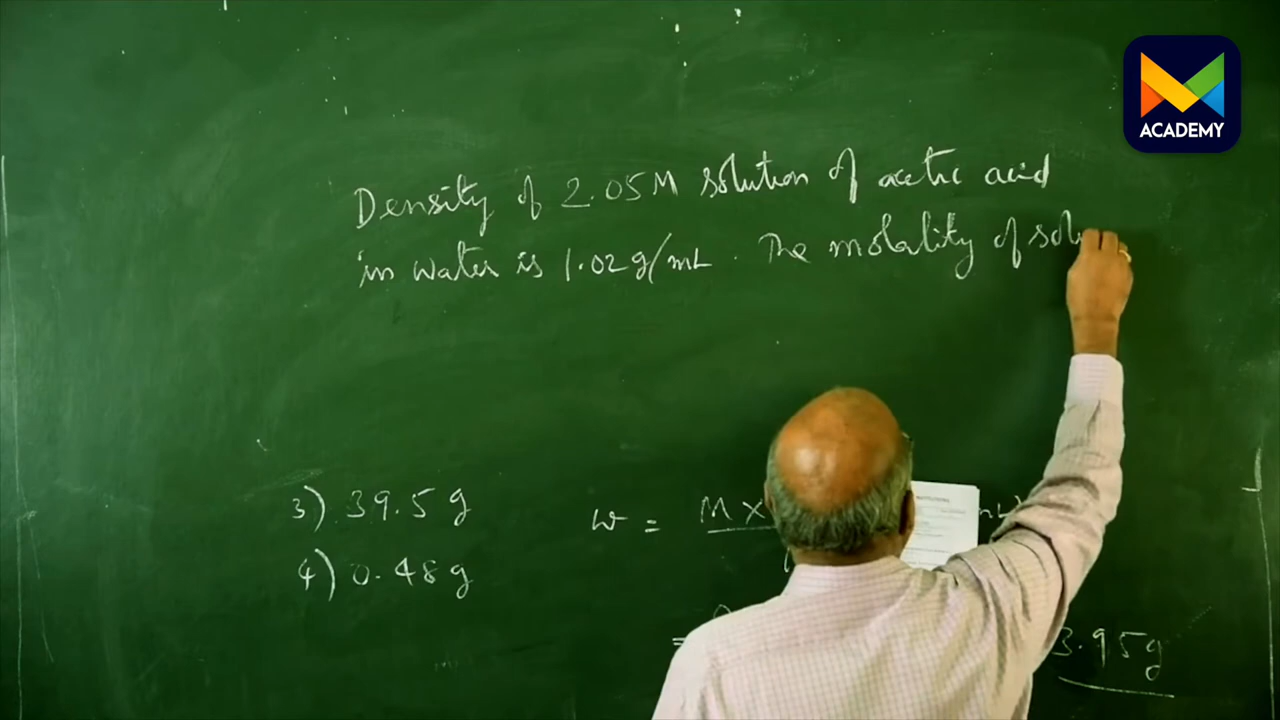 ACADEMY
Density of 2.05M solution of acetic acid
in water is 1.02 g/mL. The molality of
3) 39.5 g
4) 0.48 g
w = M X
=
3.95 g